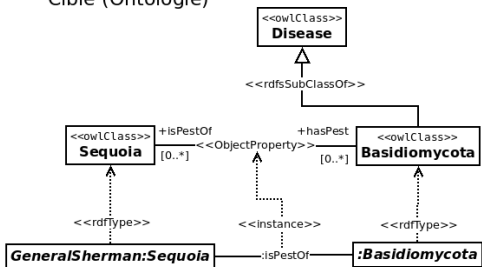 Cible (Ontologie)
<<owlClass>>
Disease
<<rdfsSubClassOf>>
<<owlClass>>
Sequoia
+isPestOf
[0..*]
<<ObjectProperty>>
+hasPest
[0..*]
<<owlClass>>
Basidiomycota
<<rdfType>>
<<instance>>
<<rdfType>>
GeneralSherman:Sequoia
:isPestOf
:Basidiomycota